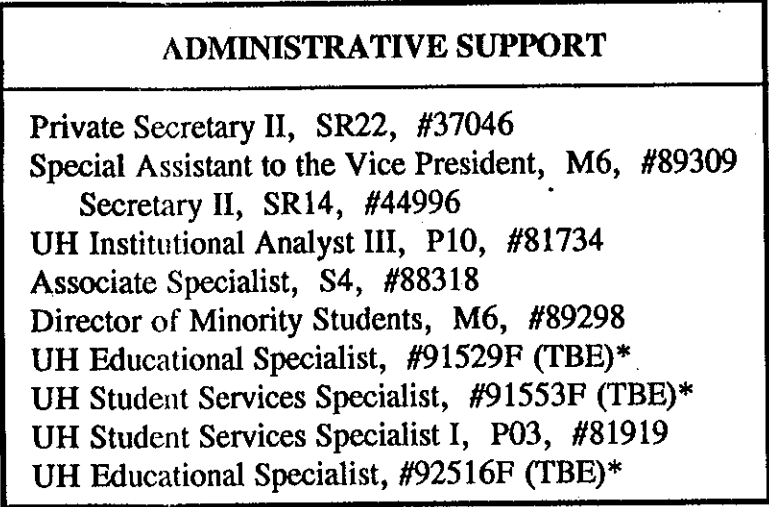 ADMINISTRATIVE SUPPORT
Private Secretary II, SR22, #37046
Special Assistant to the Vice President, M6, #89309
Secretary II, SR14, #44996
UH Institutional Analyst III, P10, #81734
Associate Specialist, S4, #88318
Director of Minority Students, M6, #89298
UH Educational Specialist, #91529F (TBE)*
UH Student Services Specialist, #91553F (TBE)*
UH Student Services Specialist I, P03, #81919
UH Educational Specialist, #92516F (TBE)*